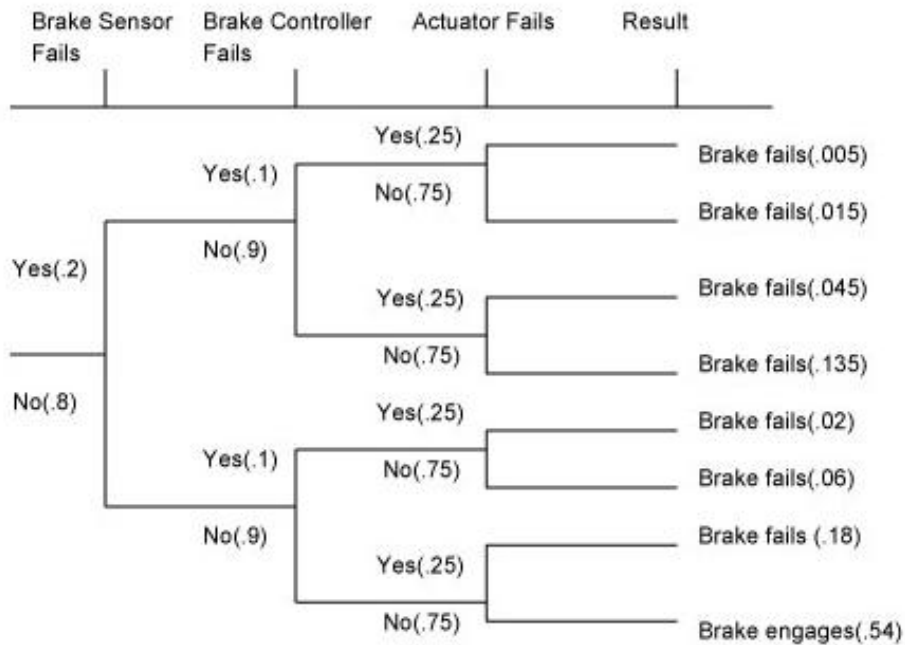 Brake Sensor Fails
Brake Controller Fails
Actuator Fails
Result
Yes(.25)
Brake fails(.005)
Yes(.1)
No(.75)
Brake fails(.015)
No(.9)
Yes(.2)
Yes(.25)
Brake fails(.045)
No(.75)
Brake fails(.135)
No(.8)
Yes(.25)
Brake fails(.02)
Yes(.1)
No(.75)
Brake fails(.06)
No(.9)
Brake fails (.18)
Yes(.25)
No(.75)
Brake engages(.54)